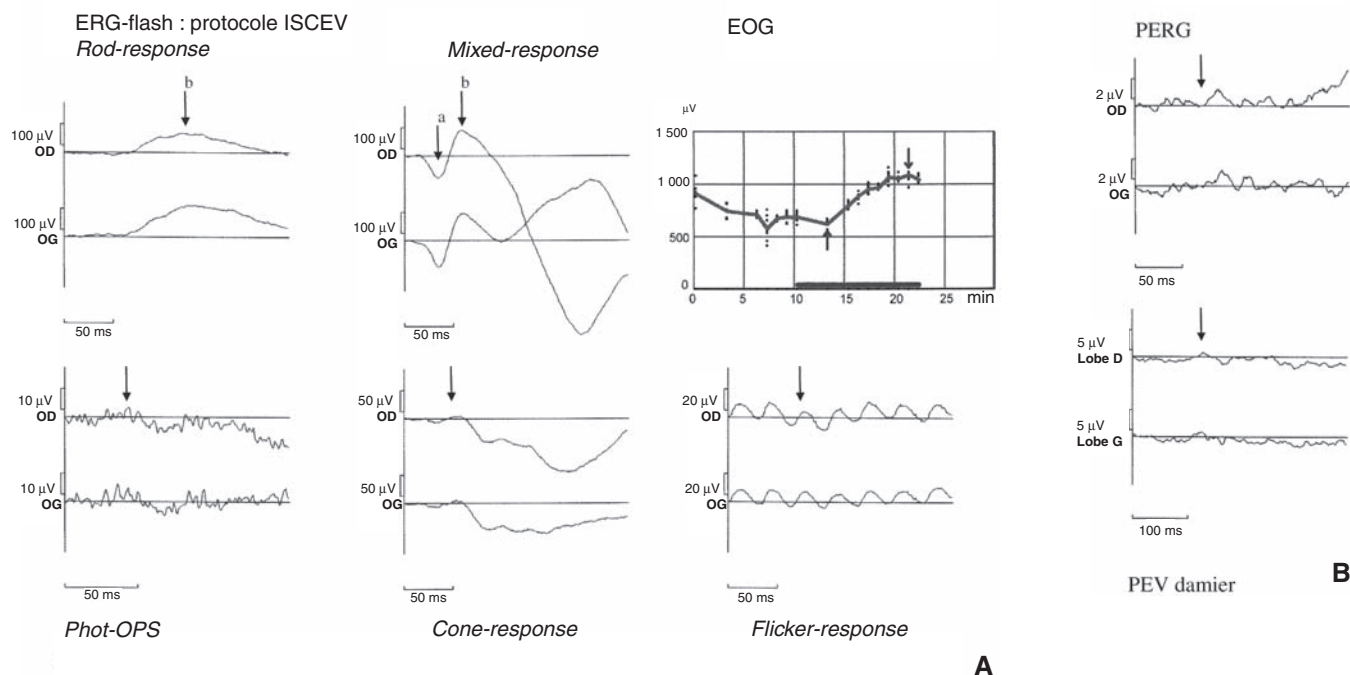 ERG-flash : protocole ISCEV
Rod-response
Mixed-response
EOG
PERG
b
100 µV
OD
100 µV
OG
50 ms
a
b
100 µV
OD
100 µV
OG
50 ms
µV
1 500
1 000
500
0
0 5 10 15 20 25 min 30
2 µV
OD
2 µV
OG
50 ms
10 µV
OD
10 µV
OG
50 ms
Phot-OPS
50 µV
OD
50 µV
OG
50 ms
Cone-response
20 µV
OD
20 µV
OG
50 ms
Flicker-response
A
5 µV
Lobe D
5 µV
Lobe G
100 ms
B
PEV damier